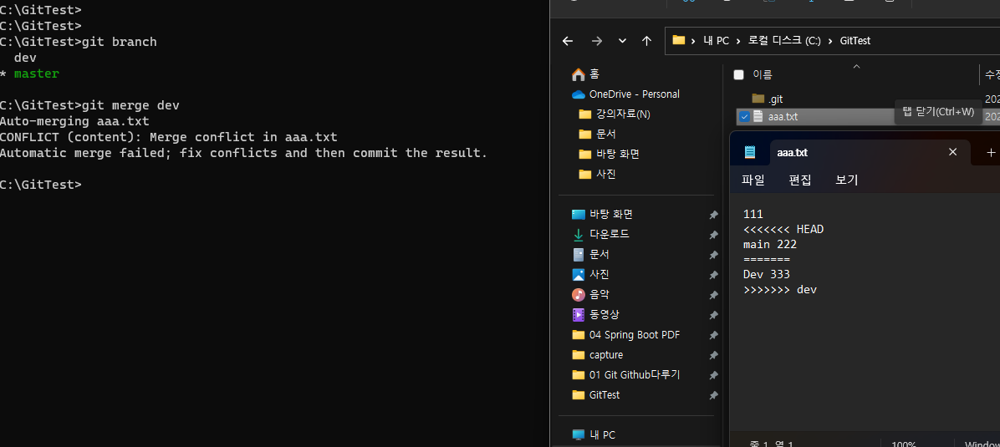 C:\GitTest>
C:\GitTest>
C:\GitTest>git branch
  dev
* master
C:\GitTest>git merge dev
Auto-merging aaa.txt
CONFLICT (content): Merge conflict in aaa.txt
Automatic merge failed; fix conflicts and then commit the result.
C:\GitTest>
내 PC > 로컬 디스크 (C:) > GitTest
홈
OneDrive - Personal
강의자료(N)
문서
바탕 화면
사진
바탕 화면
다운로드
문서
사진
음악
동영상
04 Spring Boot PDF
capture
01 Git Github다루기
GitTest
내 PC
이름
수정
.git
202
aaa.txt
202
탭 닫기(Ctrl+W)
aaa.txt
파일 편집 보기
111
<<<<<<< HEAD
main 222
=======
Dev 333
>>>>>>> dev
줄 1, 열 1
100%
Window